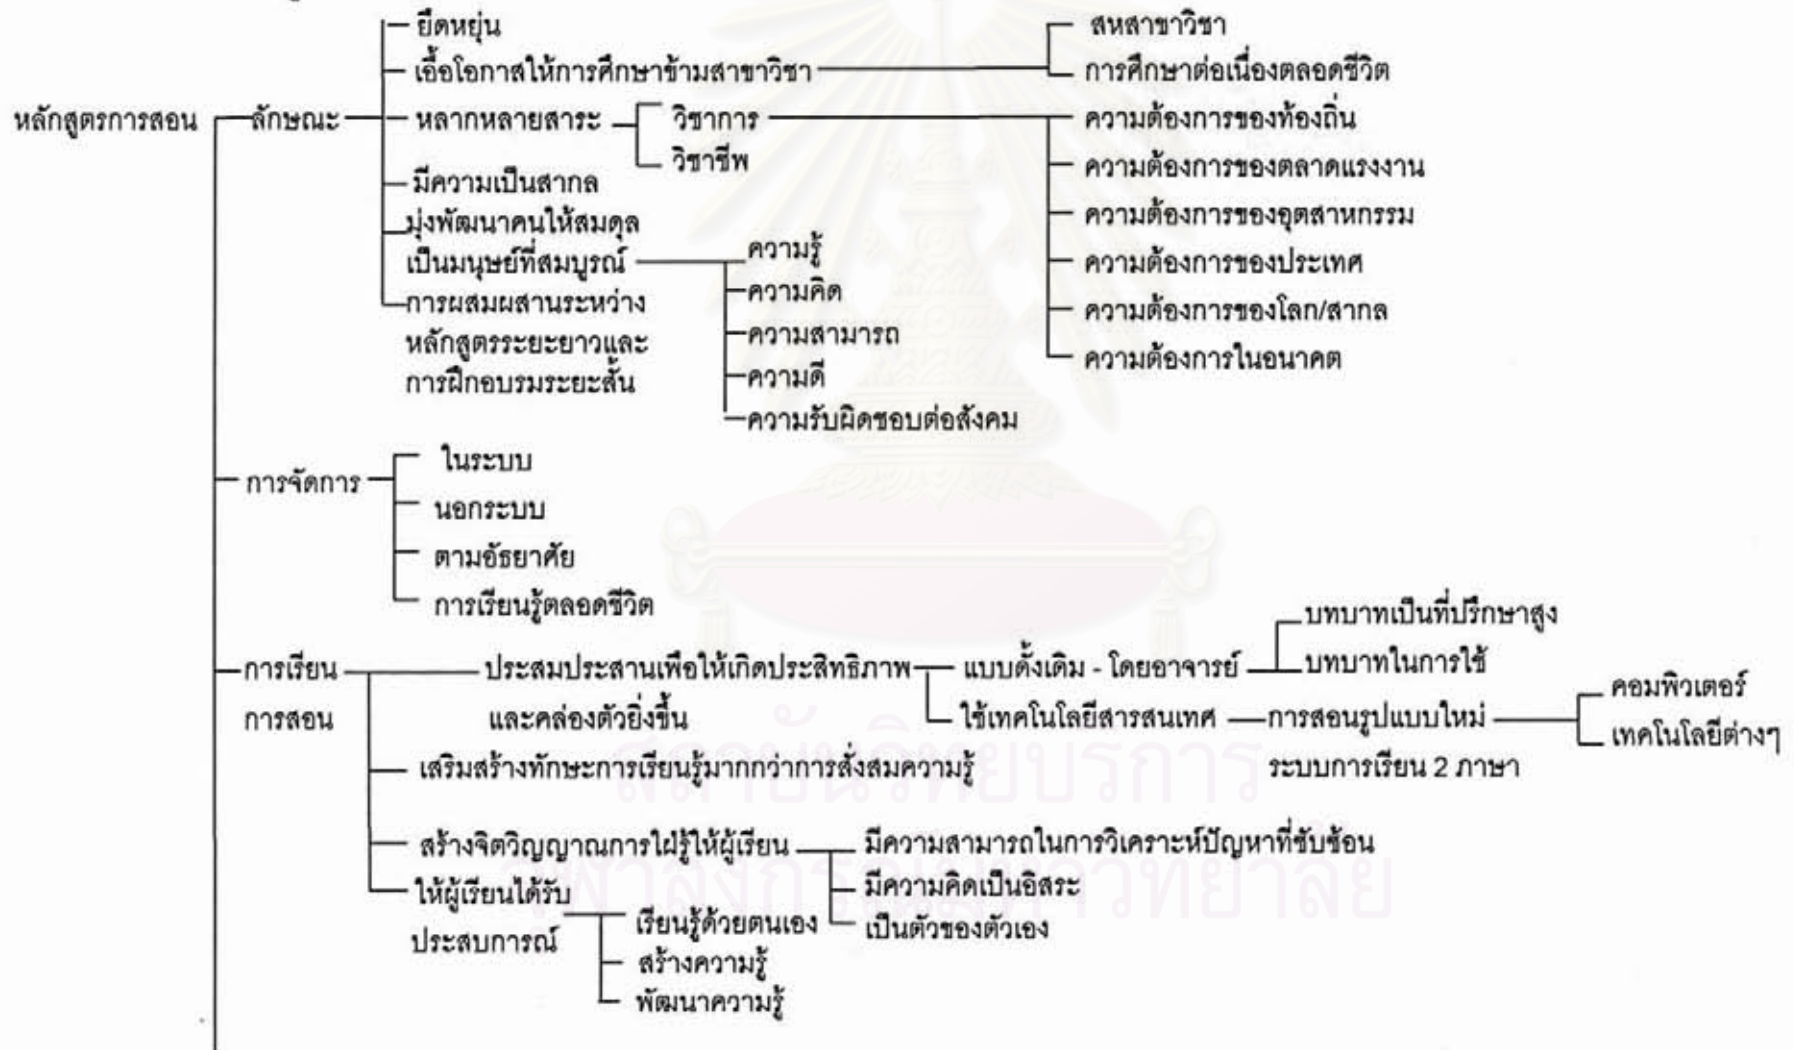 ยืดหยุ่น
เอื้อโอกาสให้การศึกษาข้ามสาขาวิชา
สหสาขาวิชา
การศึกษาต่อเนื่องตลอดชีวิต
หลักสูตรการสอน
ลักษณะ
หลากหลายสาระ
วิชาการ
วิชาชีพ
ความต้องการของท้องถิ่น
ความต้องการของตลาดแรงงาน
ความต้องการของอุตสาหกรรม
ความต้องการของประเทศ
ความต้องการของโลก/สากล
ความต้องการในอนาคต
มีความเป็นสากล
มุ่งพัฒนาคนให้สมดุล
เป็นมนุษย์ที่สมบูรณ์
ความรู้
ความคิด
ความสามารถ
ความดี
ความรับผิดชอบต่อสังคม
การผสมผสานระหว่าง
หลักสูตรระยะยาวและ
การฝึกอบรมระยะสั้น
การจัดการ
ในระบบ
นอกระบบ
ตามอัธยาศัย
การเรียนรู้ตลอดชีวิต
การเรียน
การสอน
ประสมประสานเพื่อให้เกิดประสิทธิภาพ
และคล่องตัวยิ่งขึ้น
แบบดั้งเดิม - โดยอาจารย์
บทบาทเป็นที่ปรึกษาสูง
บทบาทในการใช้
ใช้เทคโนโลยีสารสนเทศ
การสอนรูปแบบใหม่
ระบบการเรียน 2 ภาษา
คอมพิวเตอร์
เทคโนโลยีต่างๆ
เสริมสร้างทักษะการเรียนรู้มากกว่าการสั่งสมความรู้
สร้างจิตวิญญาณการใฝ่รู้ให้ผู้เรียน
มีความสามารถในการวิเคราะห์ปัญหาที่ซับซ้อน
มีความคิดเป็นอิสระ
เป็นตัวของตัวเอง
ให้ผู้เรียนได้รับ
ประสบการณ์
เรียนรู้ด้วยตนเอง
สร้างความรู้
พัฒนาความรู้
สถาบันวิทยบริการ
จุฬาลงกรณ์มหาวิทยาลัย